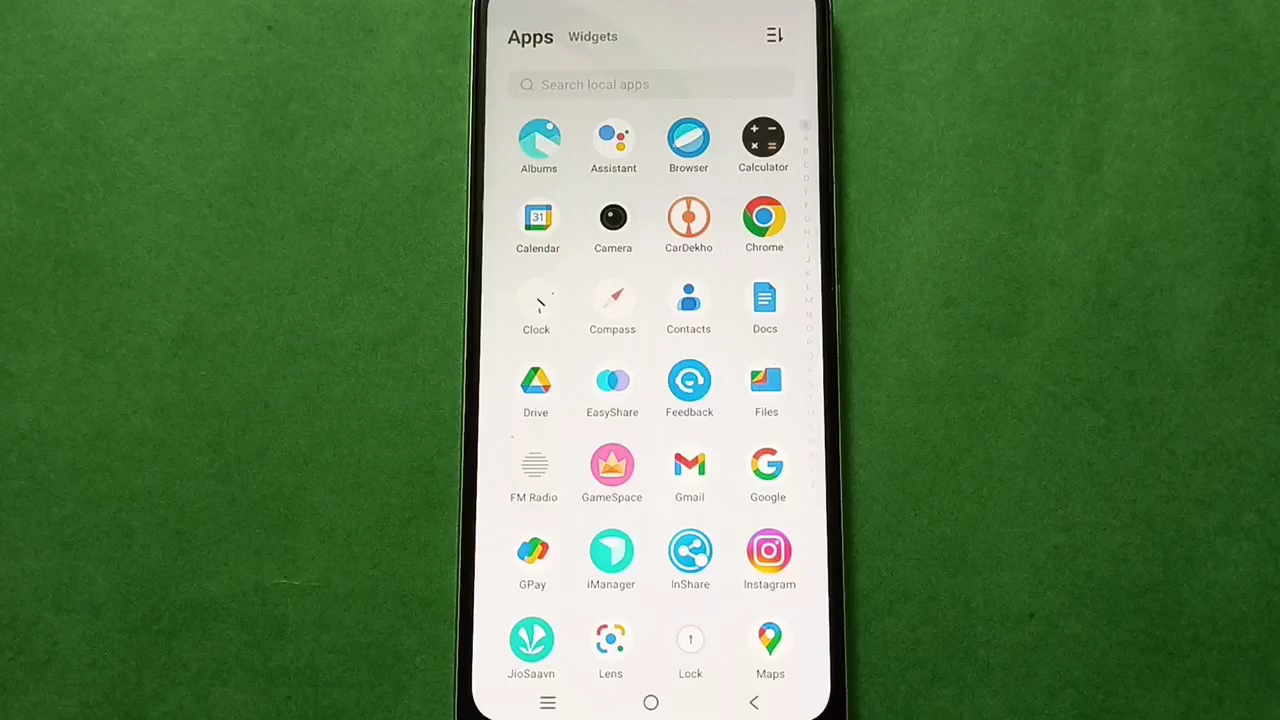 Apps Widgets
Search local apps
Albums Assistant Browser Calculator
31
Calendar Camera CarDekho Chrome
Clock Compass Contacts Docs
Drive EasyShare Feedback Files
FM Radio GameSpace Gmail Google
GPay iManager InShare Instagram
JioSaavn Lens Lock Maps